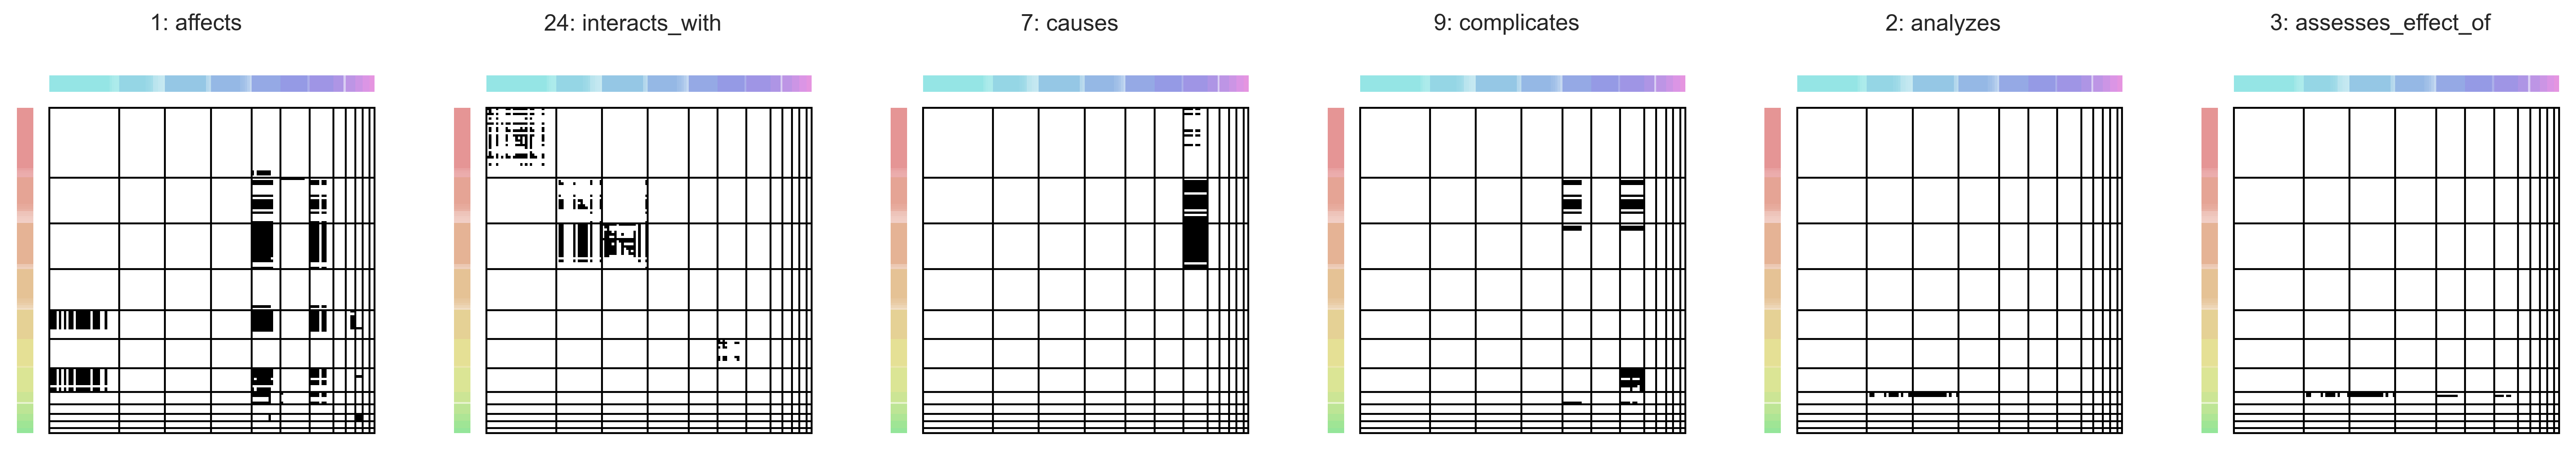 1: affects
24: interacts_with
7: causes
9: complicates
2: analyzes
3: assesses_effect_of